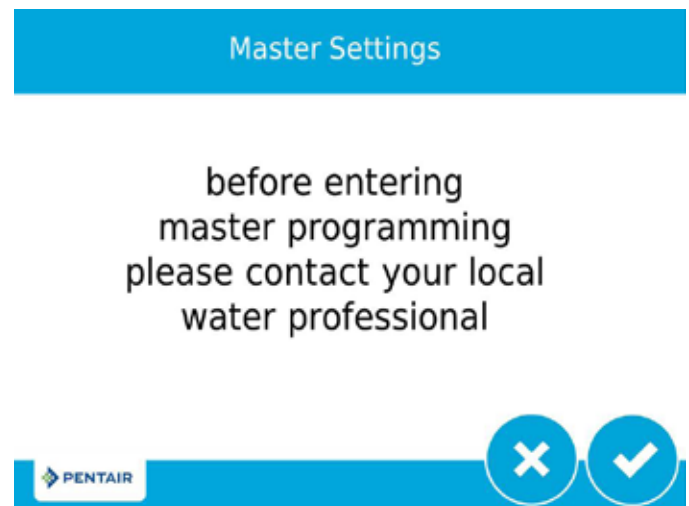 Master Settings
before entering
master programming
please contact your local
water professional
PENTAIR